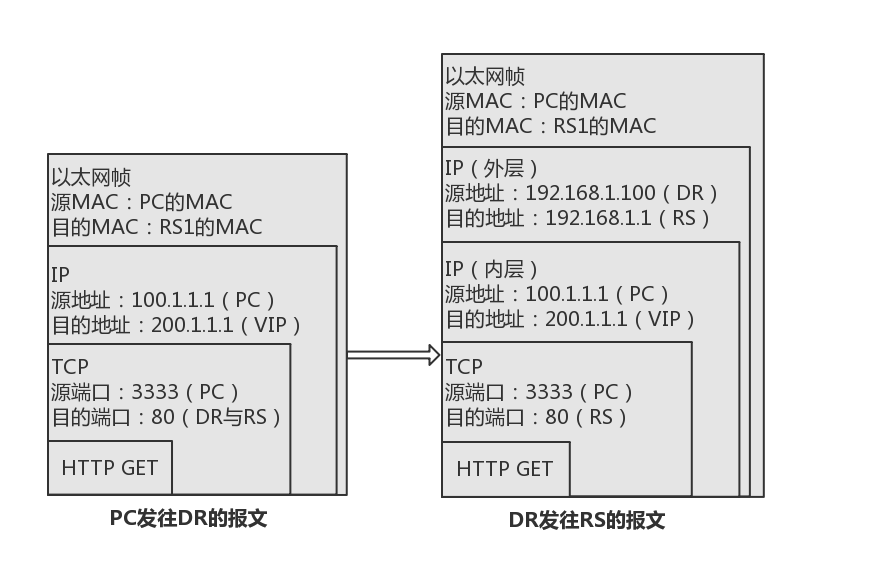 以太网帧
源MAC：PC的MAC
目的MAC：RS1的MAC
IP
源地址：100.1.1.1（PC）
目的地址：200.1.1.1（VIP）
TCP
源端口：3333（PC）
目的端口：80（DR与RS）
HTTP GET
PC发往DR的报文
以太网帧
源MAC：PC的MAC
目的MAC：RS1的MAC
IP（外层）
源地址：192.168.1.100（DR）
目的地址：192.168.1.1（RS）
IP（内层）
源地址：100.1.1.1（PC）
目的地址：200.1.1.1（VIP）
TCP
源端口：3333（PC）
目的端口：80（RS）
HTTP GET
DR发往RS的报文